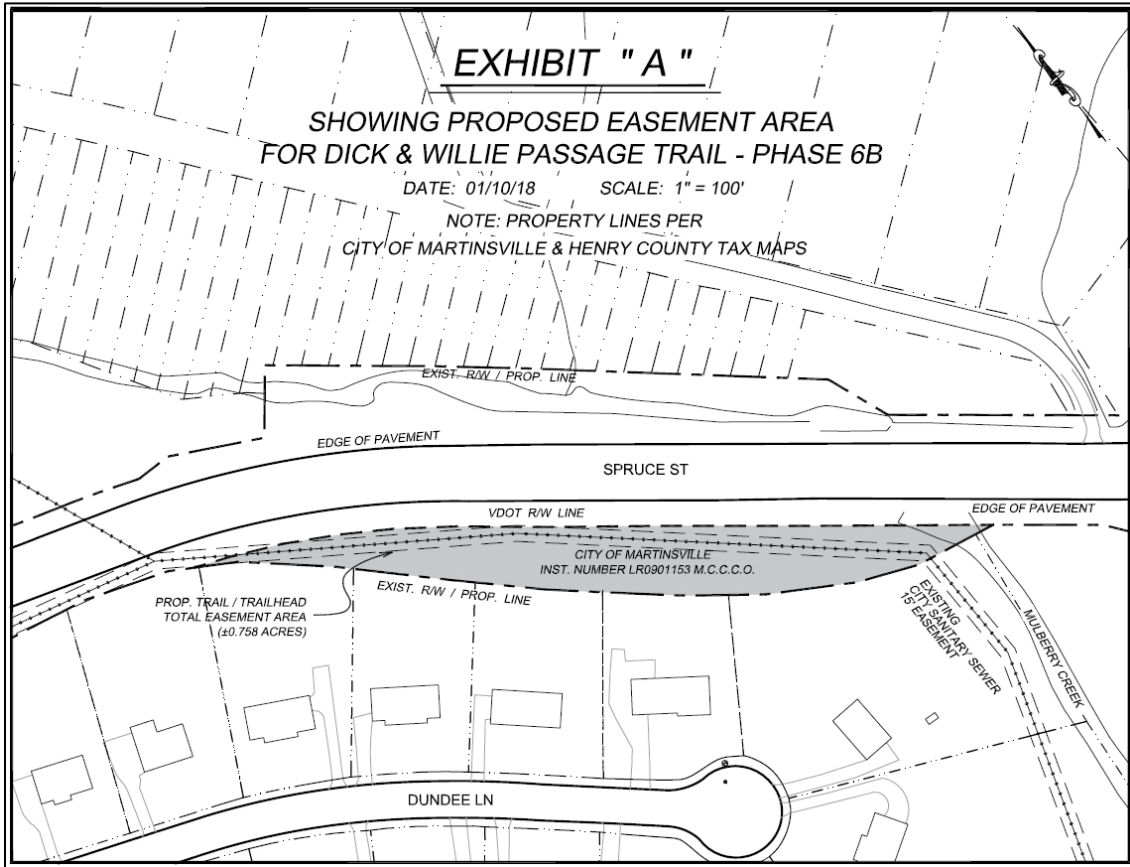 EXHIBIT " A "
SHOWING PROPOSED EASEMENT AREA
FOR DICK & WILLIE PASSAGE TRAIL - PHASE 6B
DATE: 01/10/18 SCALE: 1" = 100'
NOTE: PROPERTY LINES PER
CITY OF MARTINSVILLE & HENRY COUNTY TAX MAPS
EXIST. R/W / PROP. LINE
EDGE OF PAVEMENT
SPRUCE ST
VDOT R/W LINE
EDGE OF PAVEMENT
CITY OF MARTINSVILLE
INST. NUMBER LR0901153 M.C.C.C.O.
EXIST. R/W / PROP. LINE
PROP. TRAIL / TRAILHEAD
TOTAL EASEMENT AREA
(±0.758 ACRES)
EXISTING
CITY SANITARY SEWER
15' EASEMENT
MULBERRY CREEK
DUNDEE LN